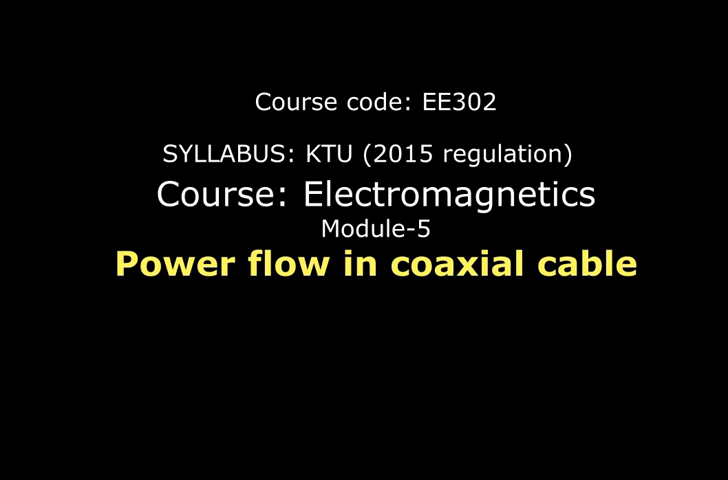 Course code: EE302
SYLLABUS: KTU (2015 regulation)
Course: Electromagnetics
Module-5
Power flow in coaxial cable